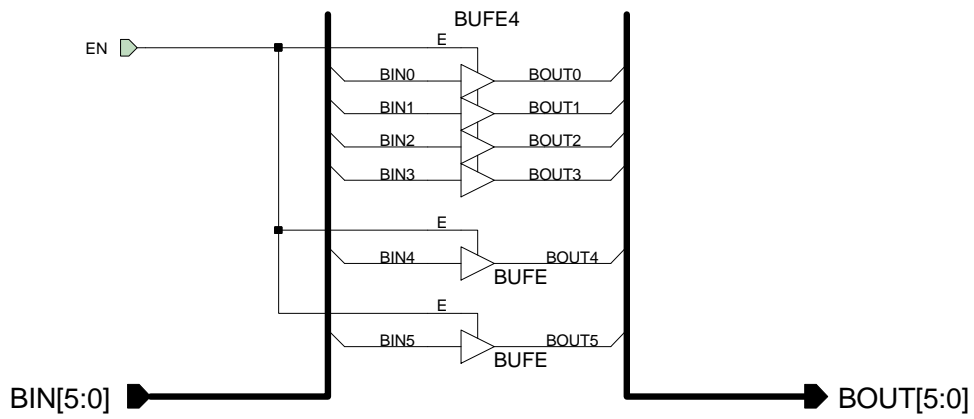 BUFE4
EN E
BIN0 BOUT0
BIN1 BOUT1
BIN2 BOUT2
BIN3 BOUT3
E
BIN4 BOUT4
BUFE
E
BIN5 BOUT5
BUFE
BIN[5:0] BOUT[5:0]